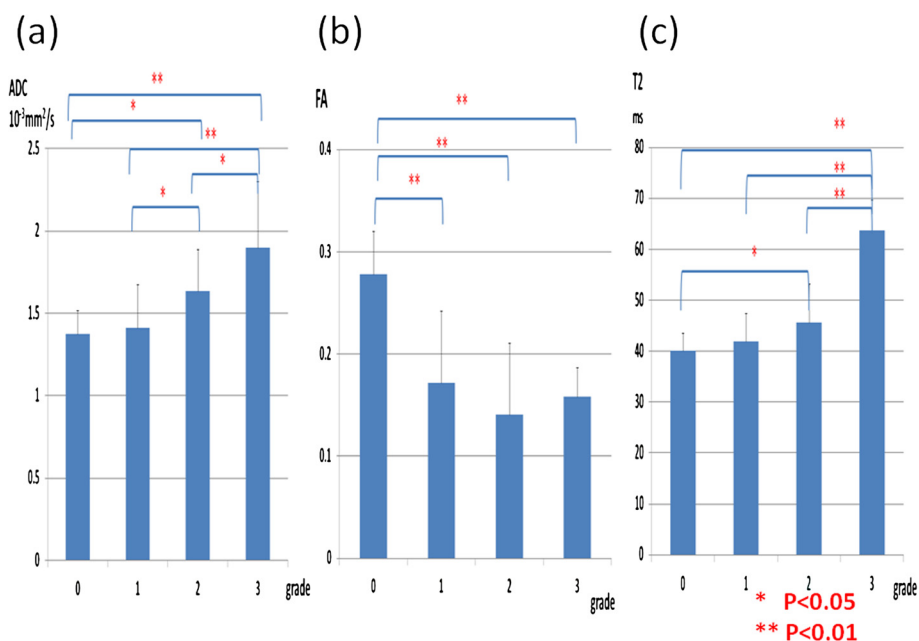 (a)
ADC
10⁻³mm²/s
**
*
**
*
*
2.5
2
1.5
1
0.5
0
0 1 2 3 grade
(b)
FA
**
**
**
0.4
0.3
0.2
0.1
0
0 1 2 3
grade
(c)
T2
ms
**
**
**
*
80
70
60
50
40
30
20
10
0
0 1 2 3 grade
* P<0.05
** P<0.01